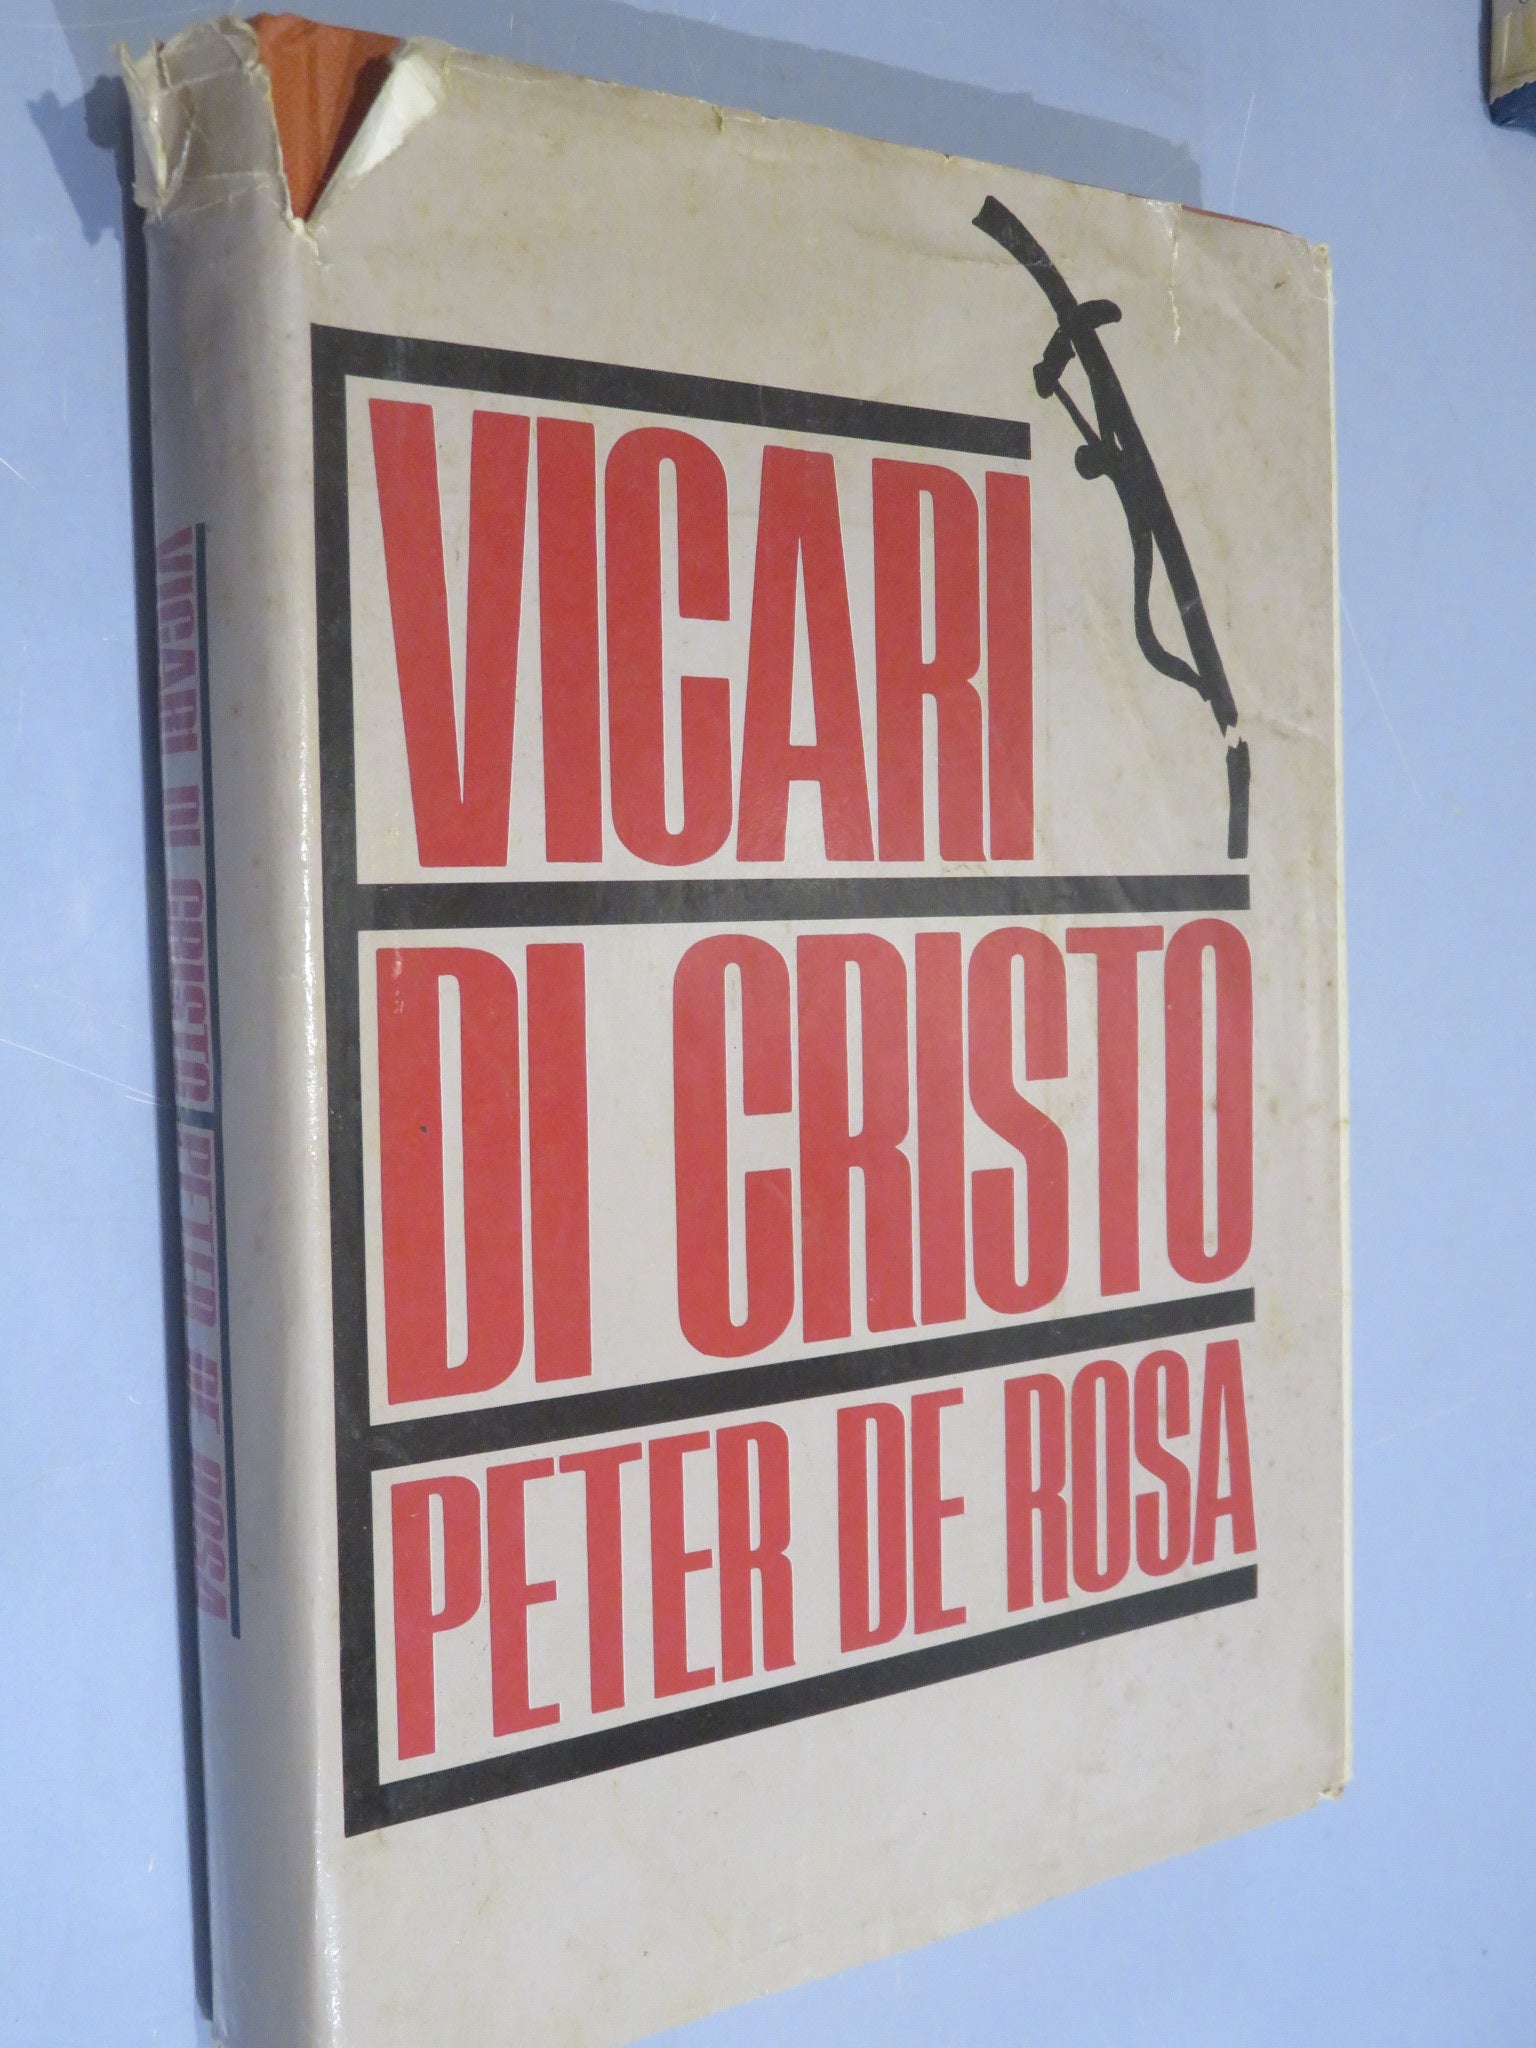 VICARI
DI CRISTO
PETER DE ROSA
VICARI DI CRISTO PETER DE ROSA